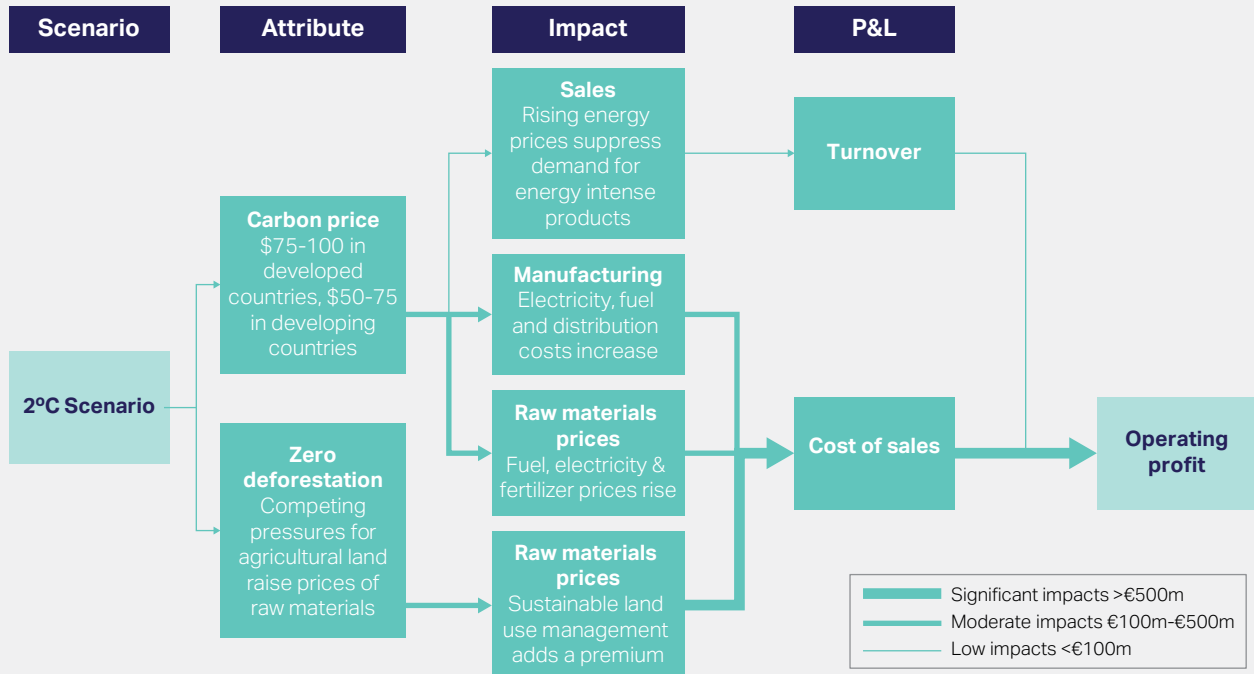 Scenario
Attribute
Impact
P&L
2ºC Scenario
Carbon price
$75-100 in
developed
countries, $50-75
in developing
countries
Zero
deforestation
Competing
pressures for
agricultural land
raise prices of
raw materials
Sales
Rising energy
prices suppress
demand for
energy intense
products
Manufacturing
Electricity, fuel
and distribution
costs increase
Raw materials
prices
Fuel, electricity &
fertilizer prices rise
Raw materials
prices
Sustainable land
use management
adds a premium
Turnover
Cost of sales
Operating
profit
Significant impacts >€500m
Moderate impacts €100m-€500m
Low impacts <€100m